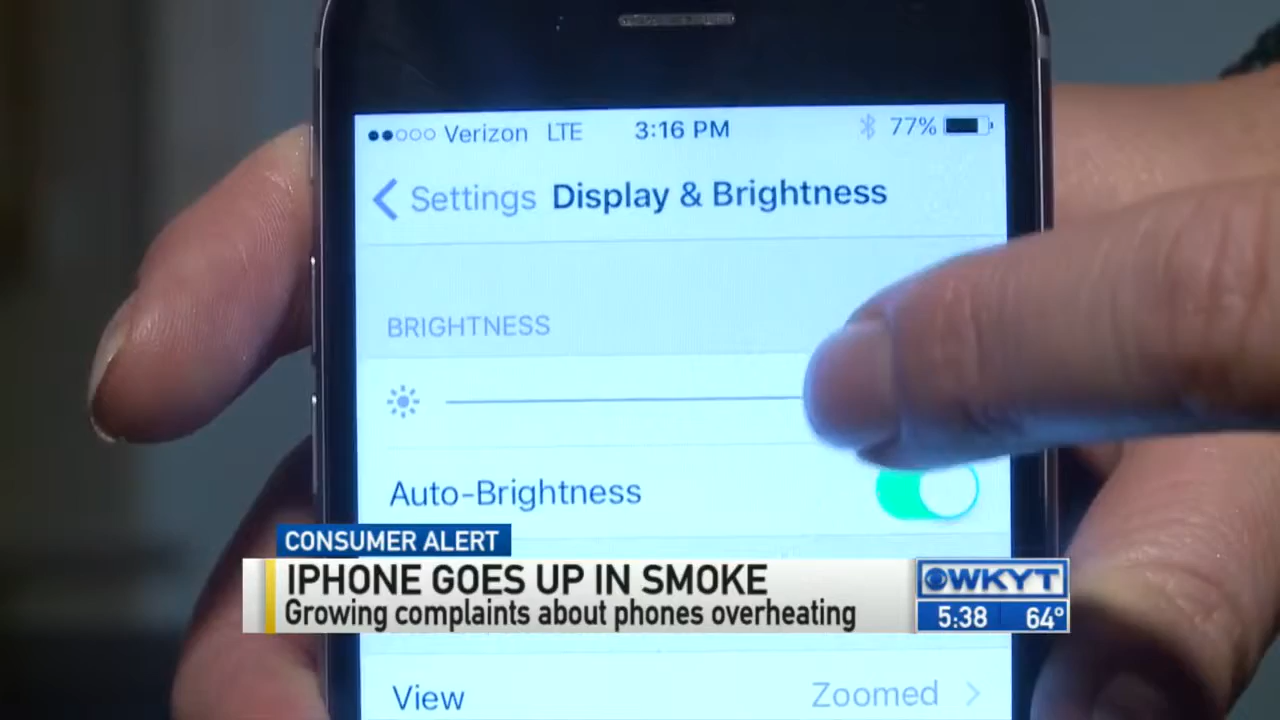 Verizon LTE 3:16 PM 77%
Settings Display & Brightness
BRIGHTNESS
Auto-Brightness
CONSUMER ALERT
IPHONE GOES UP IN SMOKE
Growing complaints about phones overheating
WKYT
5:38 64°
View Zoomed